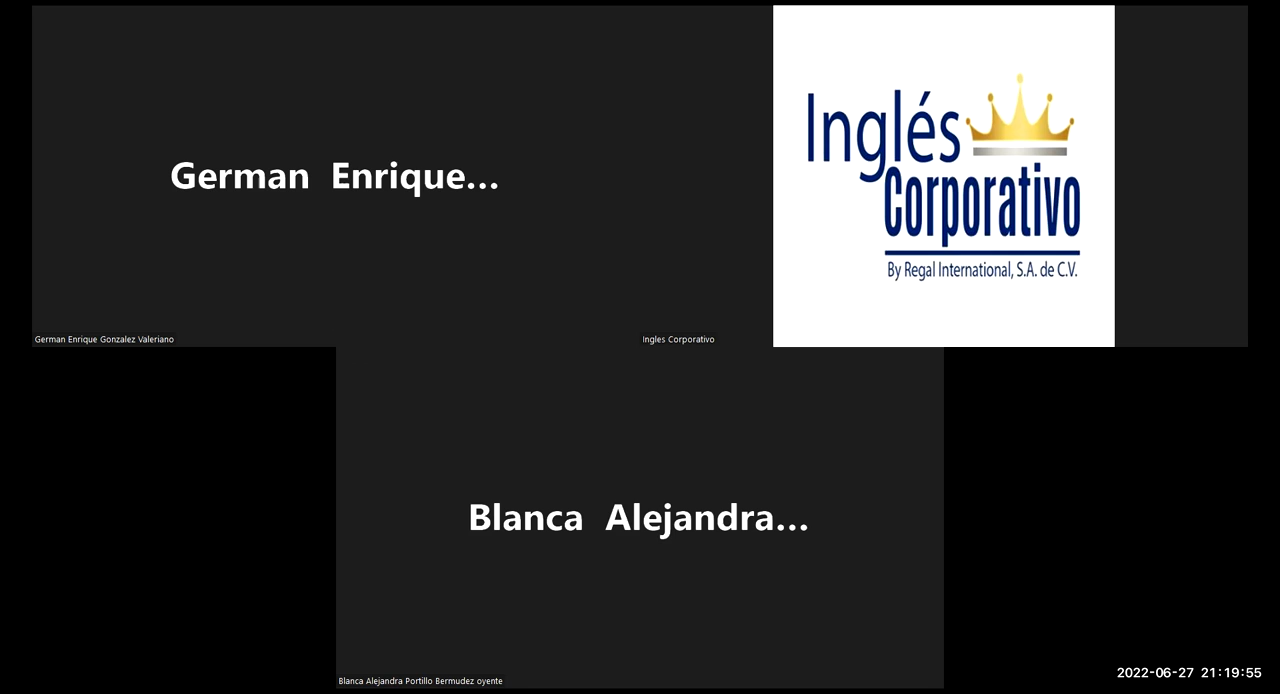 German Enrique...
German Enrique Gonzalez Valeriano
Inglés
Corporativo
By Regal International, S.A. de C.V.
Ingles Corporativo
Blanca Alejandra...
Blanca Alejandra Portillo Bermudez oyente
2022-06-27 21:19:55